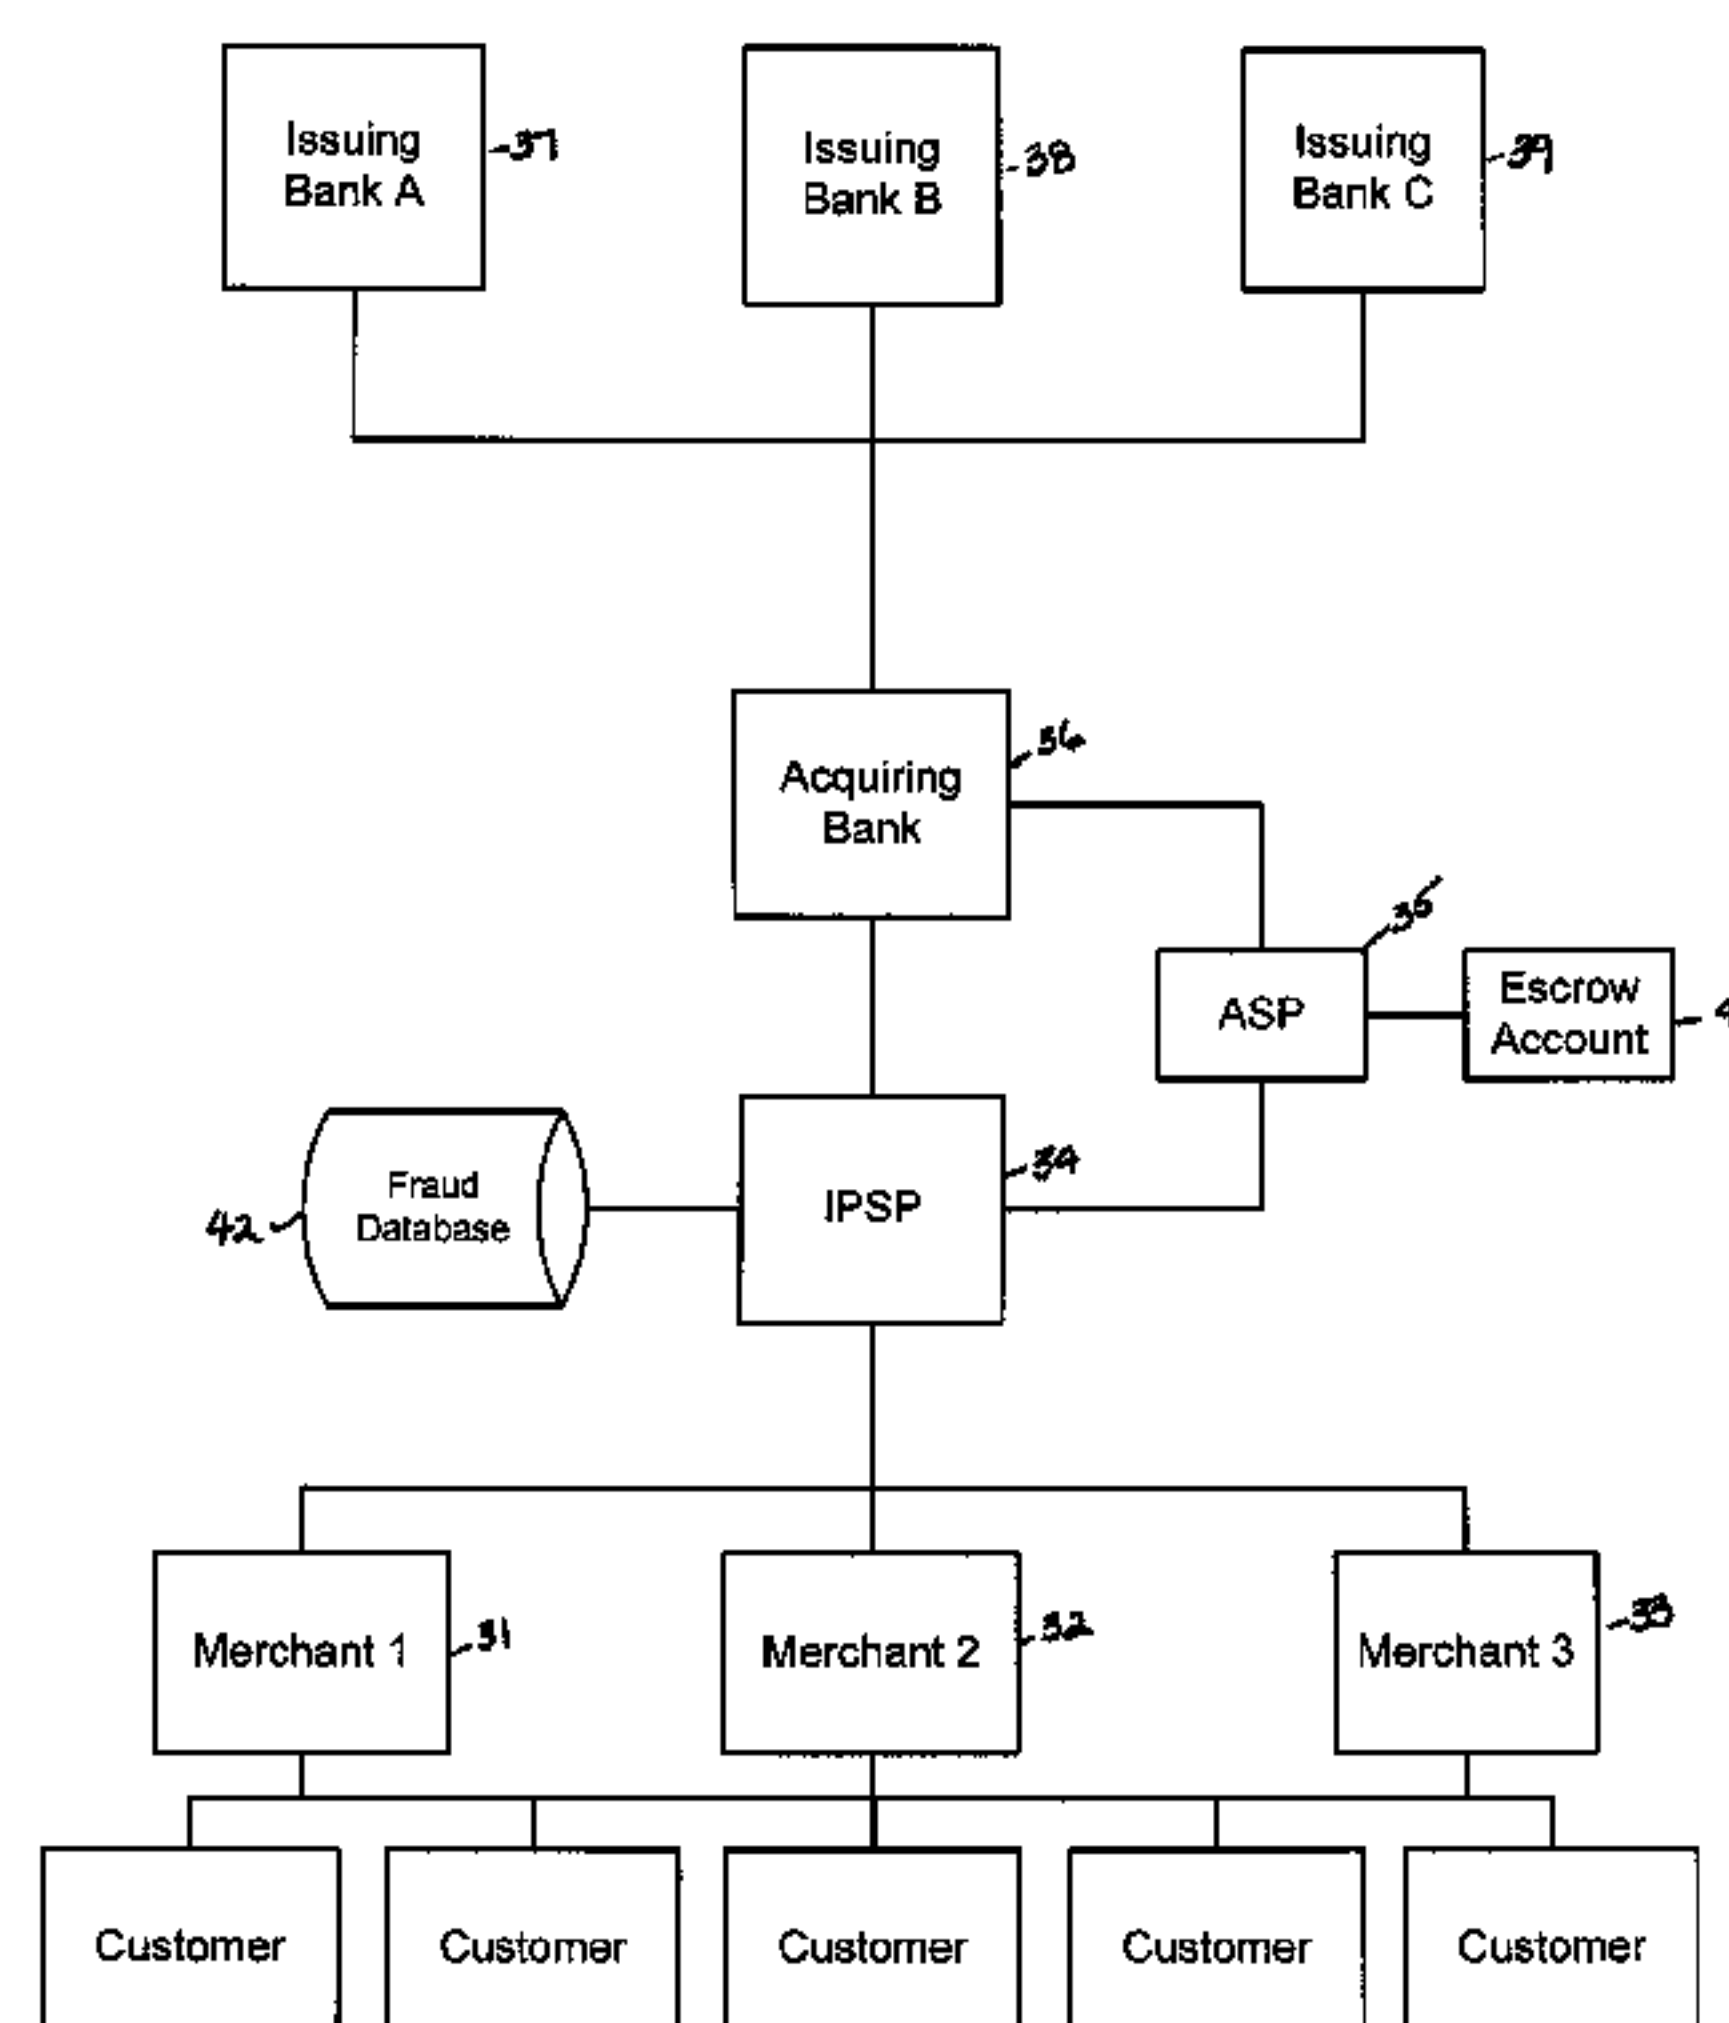 Issuing
Bank A
37
Issuing
Bank B
38
Issuing
Bank C
39
Acquiring
Bank
36
35
ASP
Escrow
Account
Fraud
Database
42
IPSP
34
Merchant 1
31
Merchant 2
32
Merchant 3
33
Customer
Customer
Customer
Customer
Customer